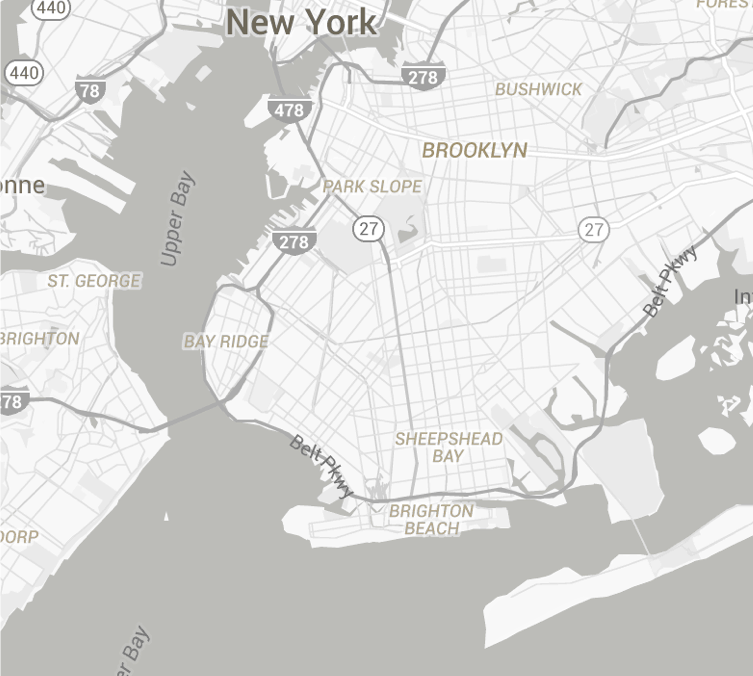 440
FORES
New York
440
278
78
BUSHWICK
478
BROOKLYN
onne
PARK SLOPE
Upper Bay
27
27
278
Belt Pkwy
ST. GEORGE
In
BRIGHTON
BAY RIDGE
278
SHEEPSHEAD
BAY
Belt Pkwy
BRIGHTON
BEACH
DORP
er Bay